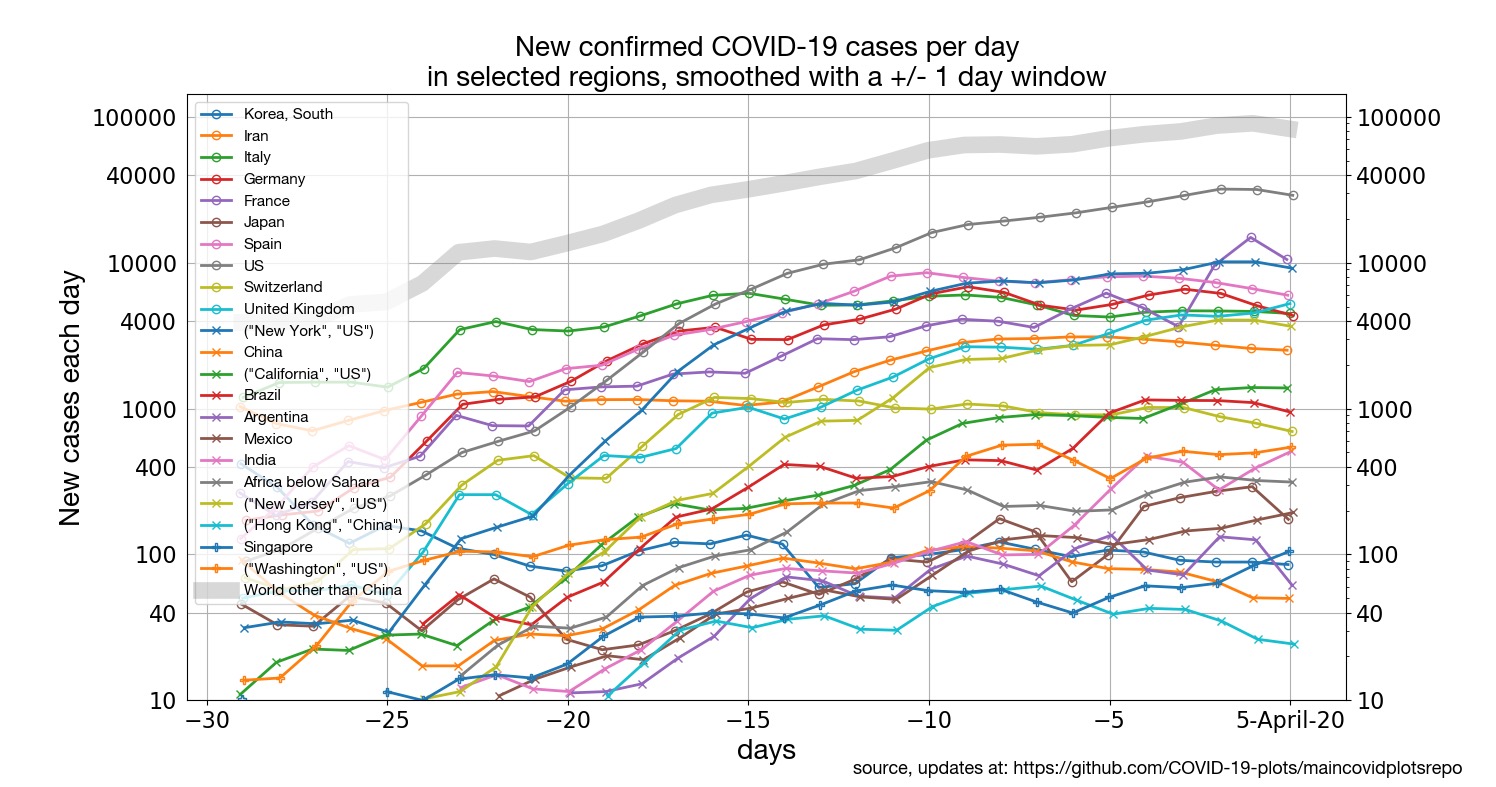 New confirmed COVID-19 cases per day
in selected regions, smoothed with a +/- 1 day window
New cases each day
100000
40000
10000
4000
1000
400
100
40
10
Korea, South
Iran
Italy
Germany
France
Japan
Spain
US
Switzerland
United Kingdom
("New York", "US")
China
("California", "US")
Brazil
Argentina
Mexico
India
Africa below Sahara
("New Jersey", "US")
("Hong Kong", "China")
Singapore
("Washington", "US")
World other than China
100000
40000
10000
4000
1000
400
100
40
10
−30
−25
−20
−15
−10
−5
5-April-20
days
source, updates at: https://github.com/COVID-19-plots/maincovidplotsrepo